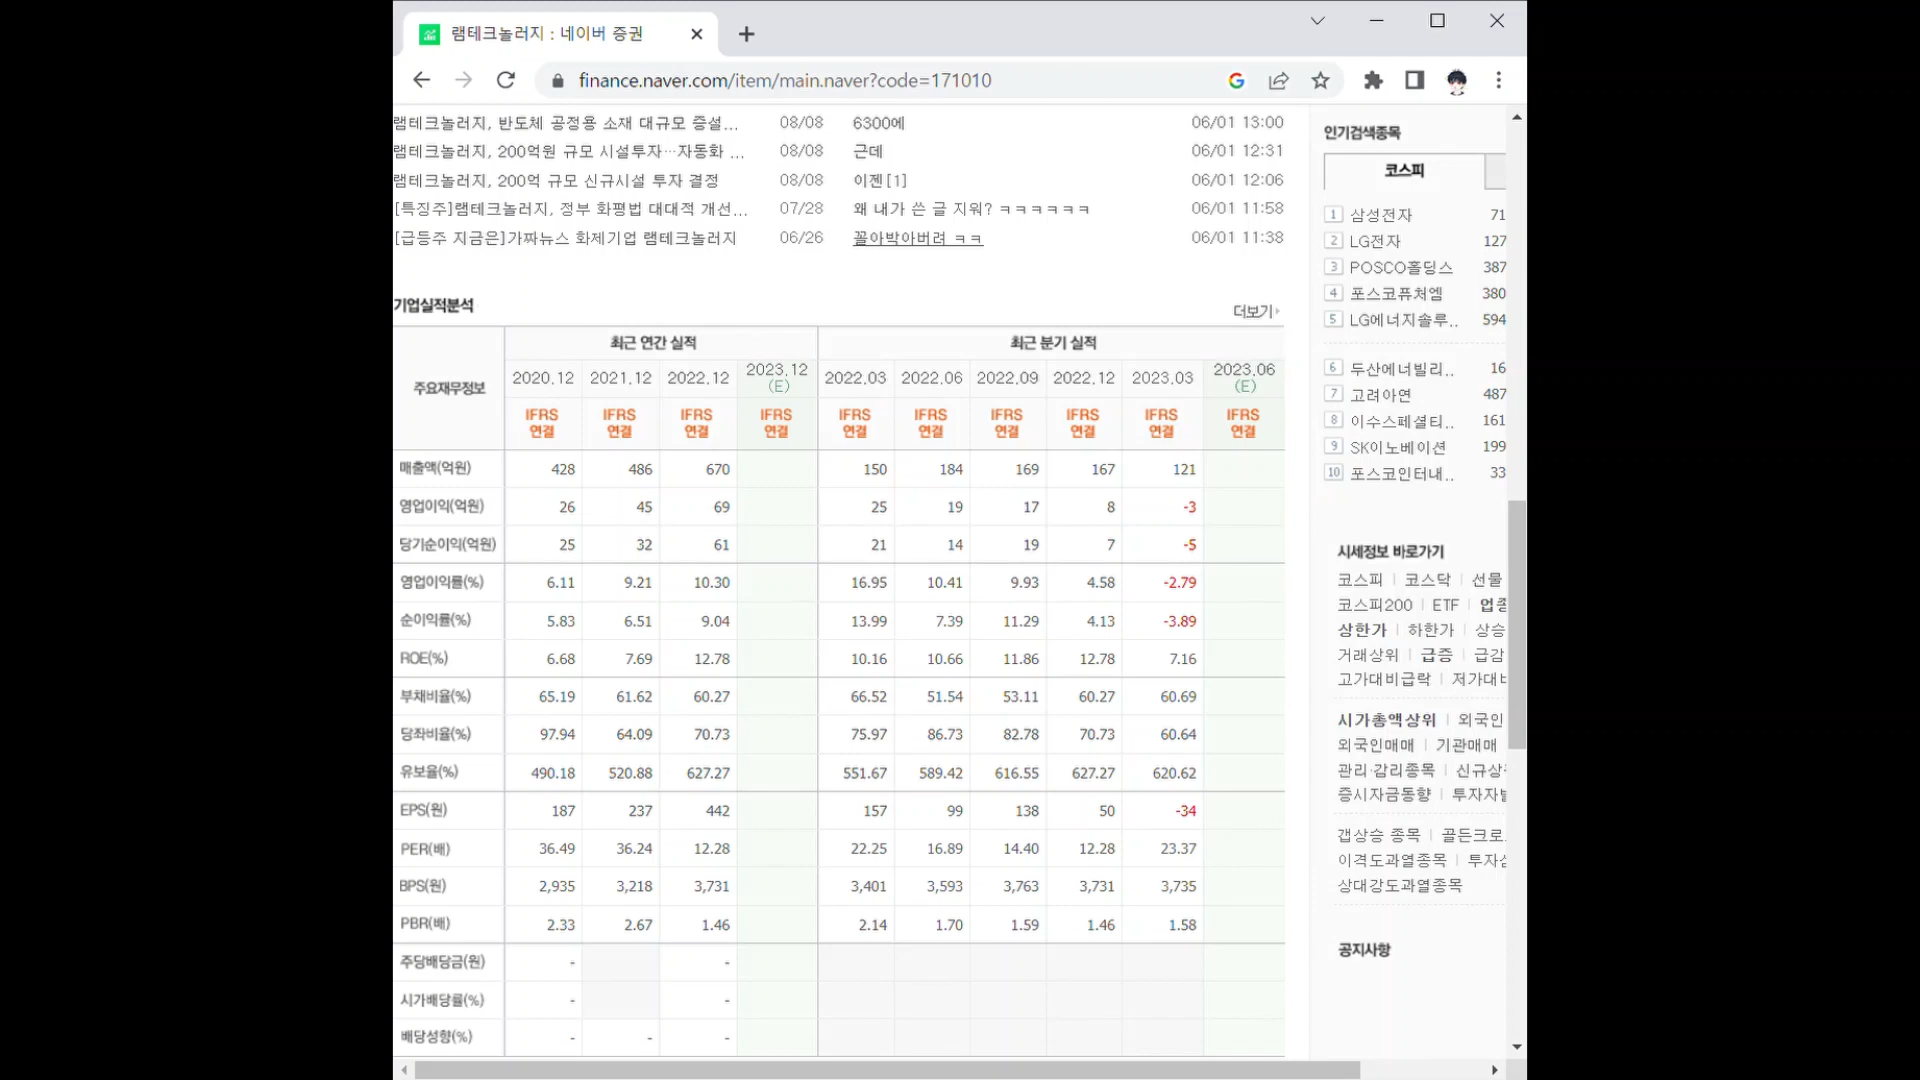 램테크놀러지 : 네이버 증권
finance.naver.com/item/main.naver?code=171010
램테크놀러지, 반도체 공정용 소재 대규모 증설... 08/08
램테크놀러지, 200억원 규모 시설투자…자동화 ... 08/08
램테크놀러지, 200억 규모 신규시설 투자 결정 08/08
[특징주]램테크놀러지, 정부 화평법 대대적 개선... 07/28
[급등주 지금은]가짜뉴스 화제기업 램테크놀러지 06/26
6300에 06/01 13:00
근데 06/01 12:31
이젠[1] 06/01 12:06
왜 내가 쓴 글 지워? ㅋㅋㅋㅋㅋㅋ 06/01 11:58
꼴아박아버려 ㅋㅋ 06/01 11:38
기업실적분석 더보기
주요재무정보 최근 연간 실적 최근 분기 실적
2020.12 2021.12 2022.12 2023.12 (E) 2022.03 2022.06 2022.09 2022.12 2023.03 2023.06 (E)
IFRS 연결 IFRS 연결 IFRS 연결 IFRS 연결 IFRS 연결 IFRS 연결 IFRS 연결 IFRS 연결 IFRS 연결 IFRS 연결
매출액(억원) 428 486 670 150 184 169 167 121
영업이익(억원) 26 45 69 25 19 17 8 -3
당기순이익(억원) 25 32 61 21 14 19 7 -5
영업이익률(%) 6.11 9.21 10.30 16.95 10.41 9.93 4.58 -2.79
순이익률(%) 5.83 6.51 9.04 13.99 7.39 11.29 4.13 -3.89
ROE(%) 6.68 7.69 12.78 10.16 10.66 11.86 12.78 7.16
부채비율(%) 65.19 61.62 60.27 66.52 51.54 53.11 60.27 60.69
당좌비율(%) 97.94 64.09 70.73 75.97 86.73 82.78 70.73 60.64
유보율(%) 490.18 520.88 627.27 551.67 589.42 616.55 627.27 620.62
EPS(원) 187 237 442 157 99 138 50 -34
PER(배) 36.49 36.24 12.28 22.25 16.89 14.40 12.28 23.37
BPS(원) 2,935 3,218 3,731 3,401 3,593 3,763 3,731 3,735
PBR(배) 2.33 2.67 1.46 2.14 1.70 1.59 1.46 1.58
주당배당금(원) - -
시가배당률(%) - -
배당성향(%) - - -
인기검색종목
코스피
1 삼성전자 71
2 LG전자 127
3 POSCO홀딩스 387
4 포스코퓨처엠 380
5 LG에너지솔루.. 594
6 두산에너빌리.. 16
7 고려아연 487
8 이수스페셜티.. 161
9 SK이노베이션 199
10 포스코인터내.. 33
시세정보 바로가기
코스피 코스닥 선물
코스피200 ETF 업종
상한가 하한가 상승
거래상위 급증 급감
고가대비급락 저가대비
시가총액상위 외국인
외국인매매 기관매매
관리·감리종목 신규상
증시자금동향 투자자별
갭상승 종목 골든크로
이격도과열종목 투자심
상대강도과열종목
공지사항